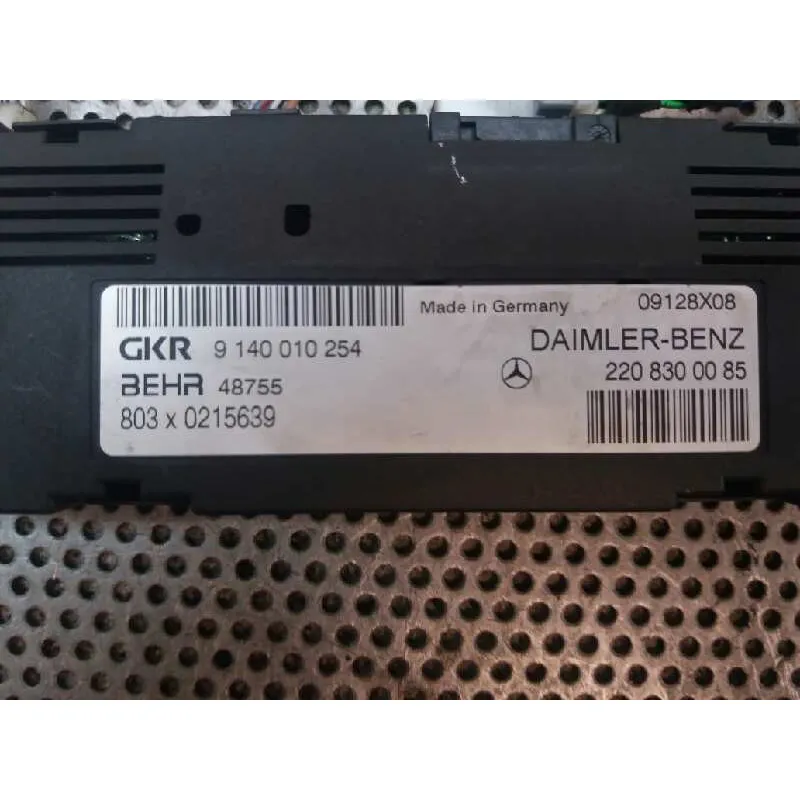 Made in Germany 09128X08
GKR 9 140 010 254 DAIMLER-BENZ
BEHR 48755 220 830 00 85
803 x 0215639